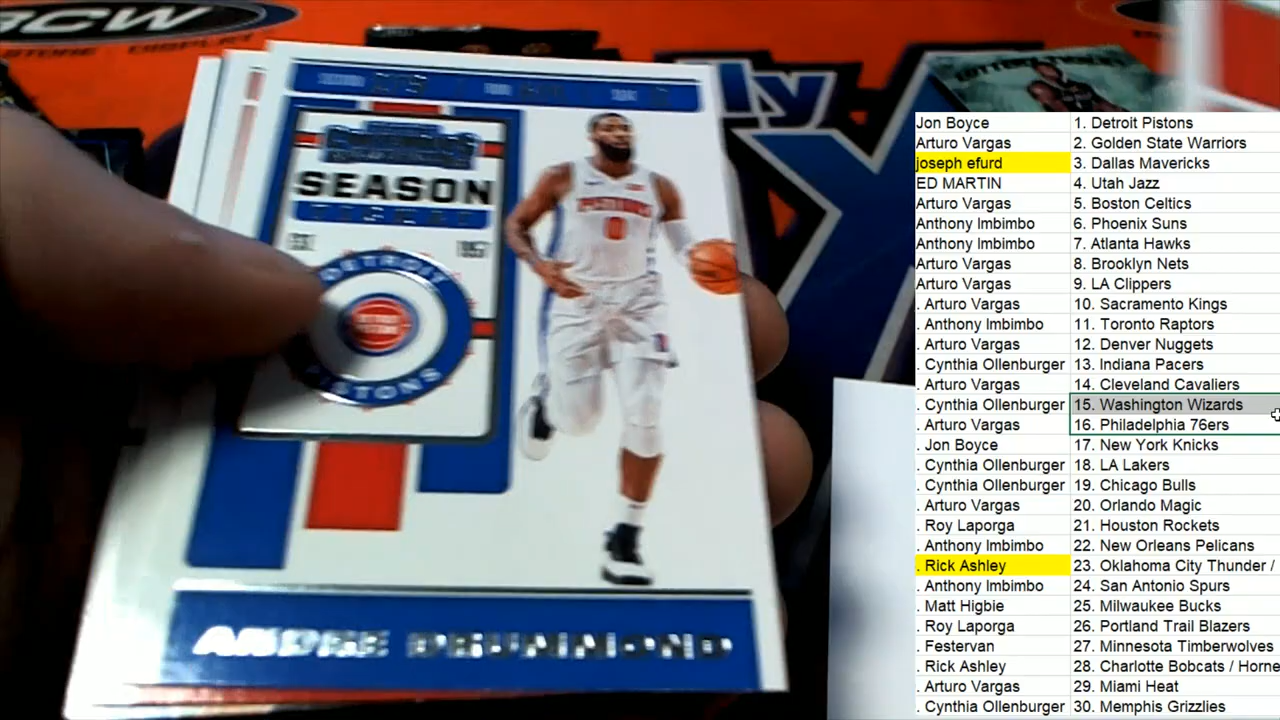 BCW
ly
SEASON
DETROIT
PISTONS
PISTONS
0
ANDRE DRUMMOND
Jon Boyce 1. Detroit Pistons
Arturo Vargas 2. Golden State Warriors
joseph efurd 3. Dallas Mavericks
ED MARTIN 4. Utah Jazz
Arturo Vargas 5. Boston Celtics
Anthony Imbimbo 6. Phoenix Suns
Anthony Imbimbo 7. Atlanta Hawks
Arturo Vargas 8. Brooklyn Nets
Arturo Vargas 9. LA Clippers
. Arturo Vargas 10. Sacramento Kings
. Anthony Imbimbo 11. Toronto Raptors
. Arturo Vargas 12. Denver Nuggets
. Cynthia Ollenburger 13. Indiana Pacers
. Arturo Vargas 14. Cleveland Cavaliers
. Cynthia Ollenburger 15. Washington Wizards
. Arturo Vargas 16. Philadelphia 76ers
. Jon Boyce 17. New York Knicks
. Cynthia Ollenburger 18. LA Lakers
. Cynthia Ollenburger 19. Chicago Bulls
. Arturo Vargas 20. Orlando Magic
. Roy Laporga 21. Houston Rockets
. Anthony Imbimbo 22. New Orleans Pelicans
. Rick Ashley 23. Oklahoma City Thunder /
. Anthony Imbimbo 24. San Antonio Spurs
. Matt Higbie 25. Milwaukee Bucks
. Roy Laporga 26. Portland Trail Blazers
. Festervan 27. Minnesota Timberwolves
. Rick Ashley 28. Charlotte Bobcats / Horne
. Arturo Vargas 29. Miami Heat
. Cynthia Ollenburger 30. Memphis Grizzlies